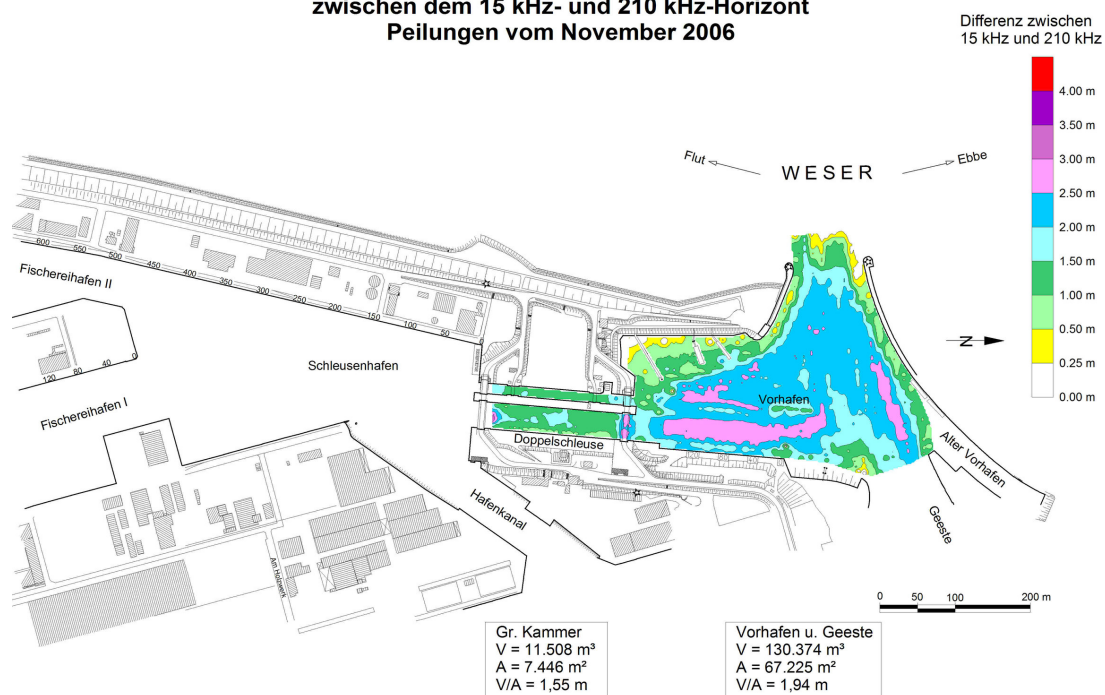 zwischen dem 15 kHz- und 210 kHz-Horizont
Peilungen vom November 2006
Differenz zwischen
15 kHz und 210 kHz
4.00 m
3.50 m
3.00 m
2.50 m
2.00 m
1.50 m
1.00 m
0.50 m
0.25 m
0.00 m
Flut
WESER
Ebbe
N
600 550 500 450 400 350 300 250 200 150 100 50
Fischereihafen II
120 80 40 0
Schleusenhafen
Fischereihafen I
Vorhafen
Doppelschleuse
Alter Vorhafen
Hafenkanal
Geeste
Am Holzwerk
0 50 100 200 m
Gr. Kammer
V = 11.508 m³
A = 7.446 m²
V/A = 1,55 m
Vorhafen u. Geeste
V = 130.374 m³
A = 67.225 m²
V/A = 1,94 m